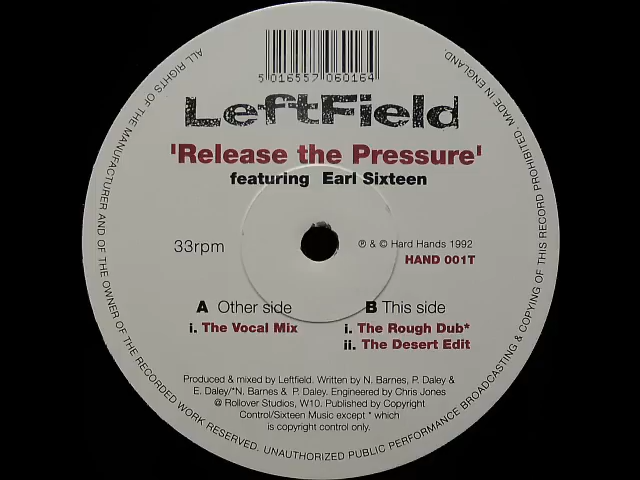 5 016557 060164
LeftField
'Release the Pressure'
featuring Earl Sixteen
33rpm
℗ & © Hard Hands 1992
HAND 001T
A Other side
i. The Vocal Mix
B This side
i. The Rough Dub*
ii. The Desert Edit
Produced & mixed by Leftfield. Written by N. Barnes, P. Daley &
E. Daley/*N. Barnes & P. Daley. Engineered by Chris Jones
@ Rollover Studios, W10. Published by Copyright
Control/Sixteen Music except * which
is copyright control only.
ALL RIGHTS OF THE MANUFACTURER AND OF THE OWNER OF THE RECORDED WORK RESERVED. UNAUTHORIZED PUBLIC PERFORMANCE BROADCASTING & COPYING OF THIS RECORD PROHIBITED. MADE IN ENGLAND.